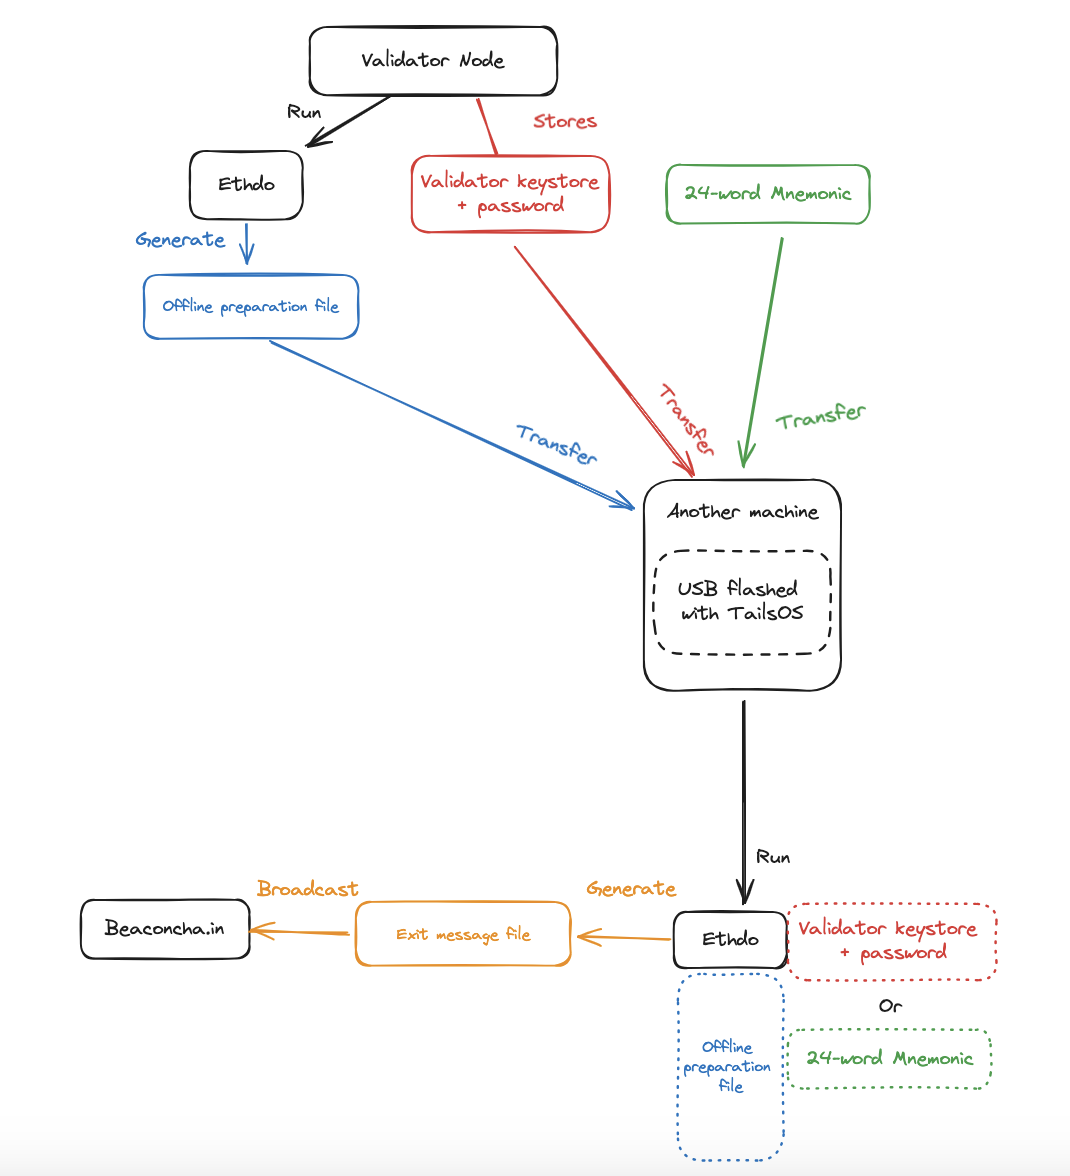 Validator Node
Run
Stores
Ethdo
Validator keystore
+ password
24-word Mnemonic
Generate
Offline preparation file
Transfer
Transfer
Transfer
Another machine
USB flashed
with TailsOS
Run
Broadcast
Generate
Beaconcha.in
Exit message file
Ethdo
Validator keystore
+ password
Or
Offline
preparation
file
24-word Mnemonic